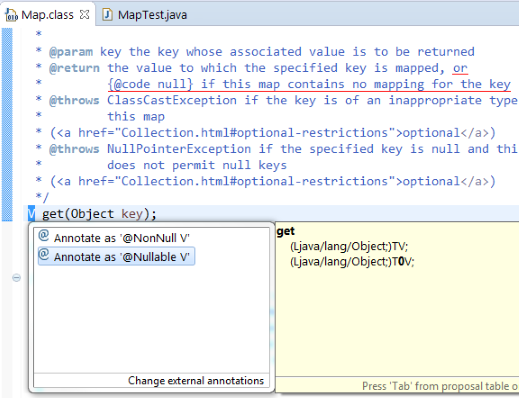 Map.class MapTest.java
*
* @param key the key whose associated value is to be returned
* @return the value to which the specified key is mapped, or
* {@code null} if this map contains no mapping for the key
* @throws ClassCastException if the key is of an inappropriate type
* this map
* (<a href="Collection.html#optional-restrictions">optional</a>)
* @throws NullPointerException if the specified key is null and thi
* does not permit null keys
* (<a href="Collection.html#optional-restrictions">optional</a>)
*/
V get(Object key);
@ Annotate as '@NonNull V'
@ Annotate as '@Nullable V'
Change external annotations
get
(Ljava/lang/Object;)TV;
(Ljava/lang/Object;)T0V;
Press 'Tab' from proposal table o